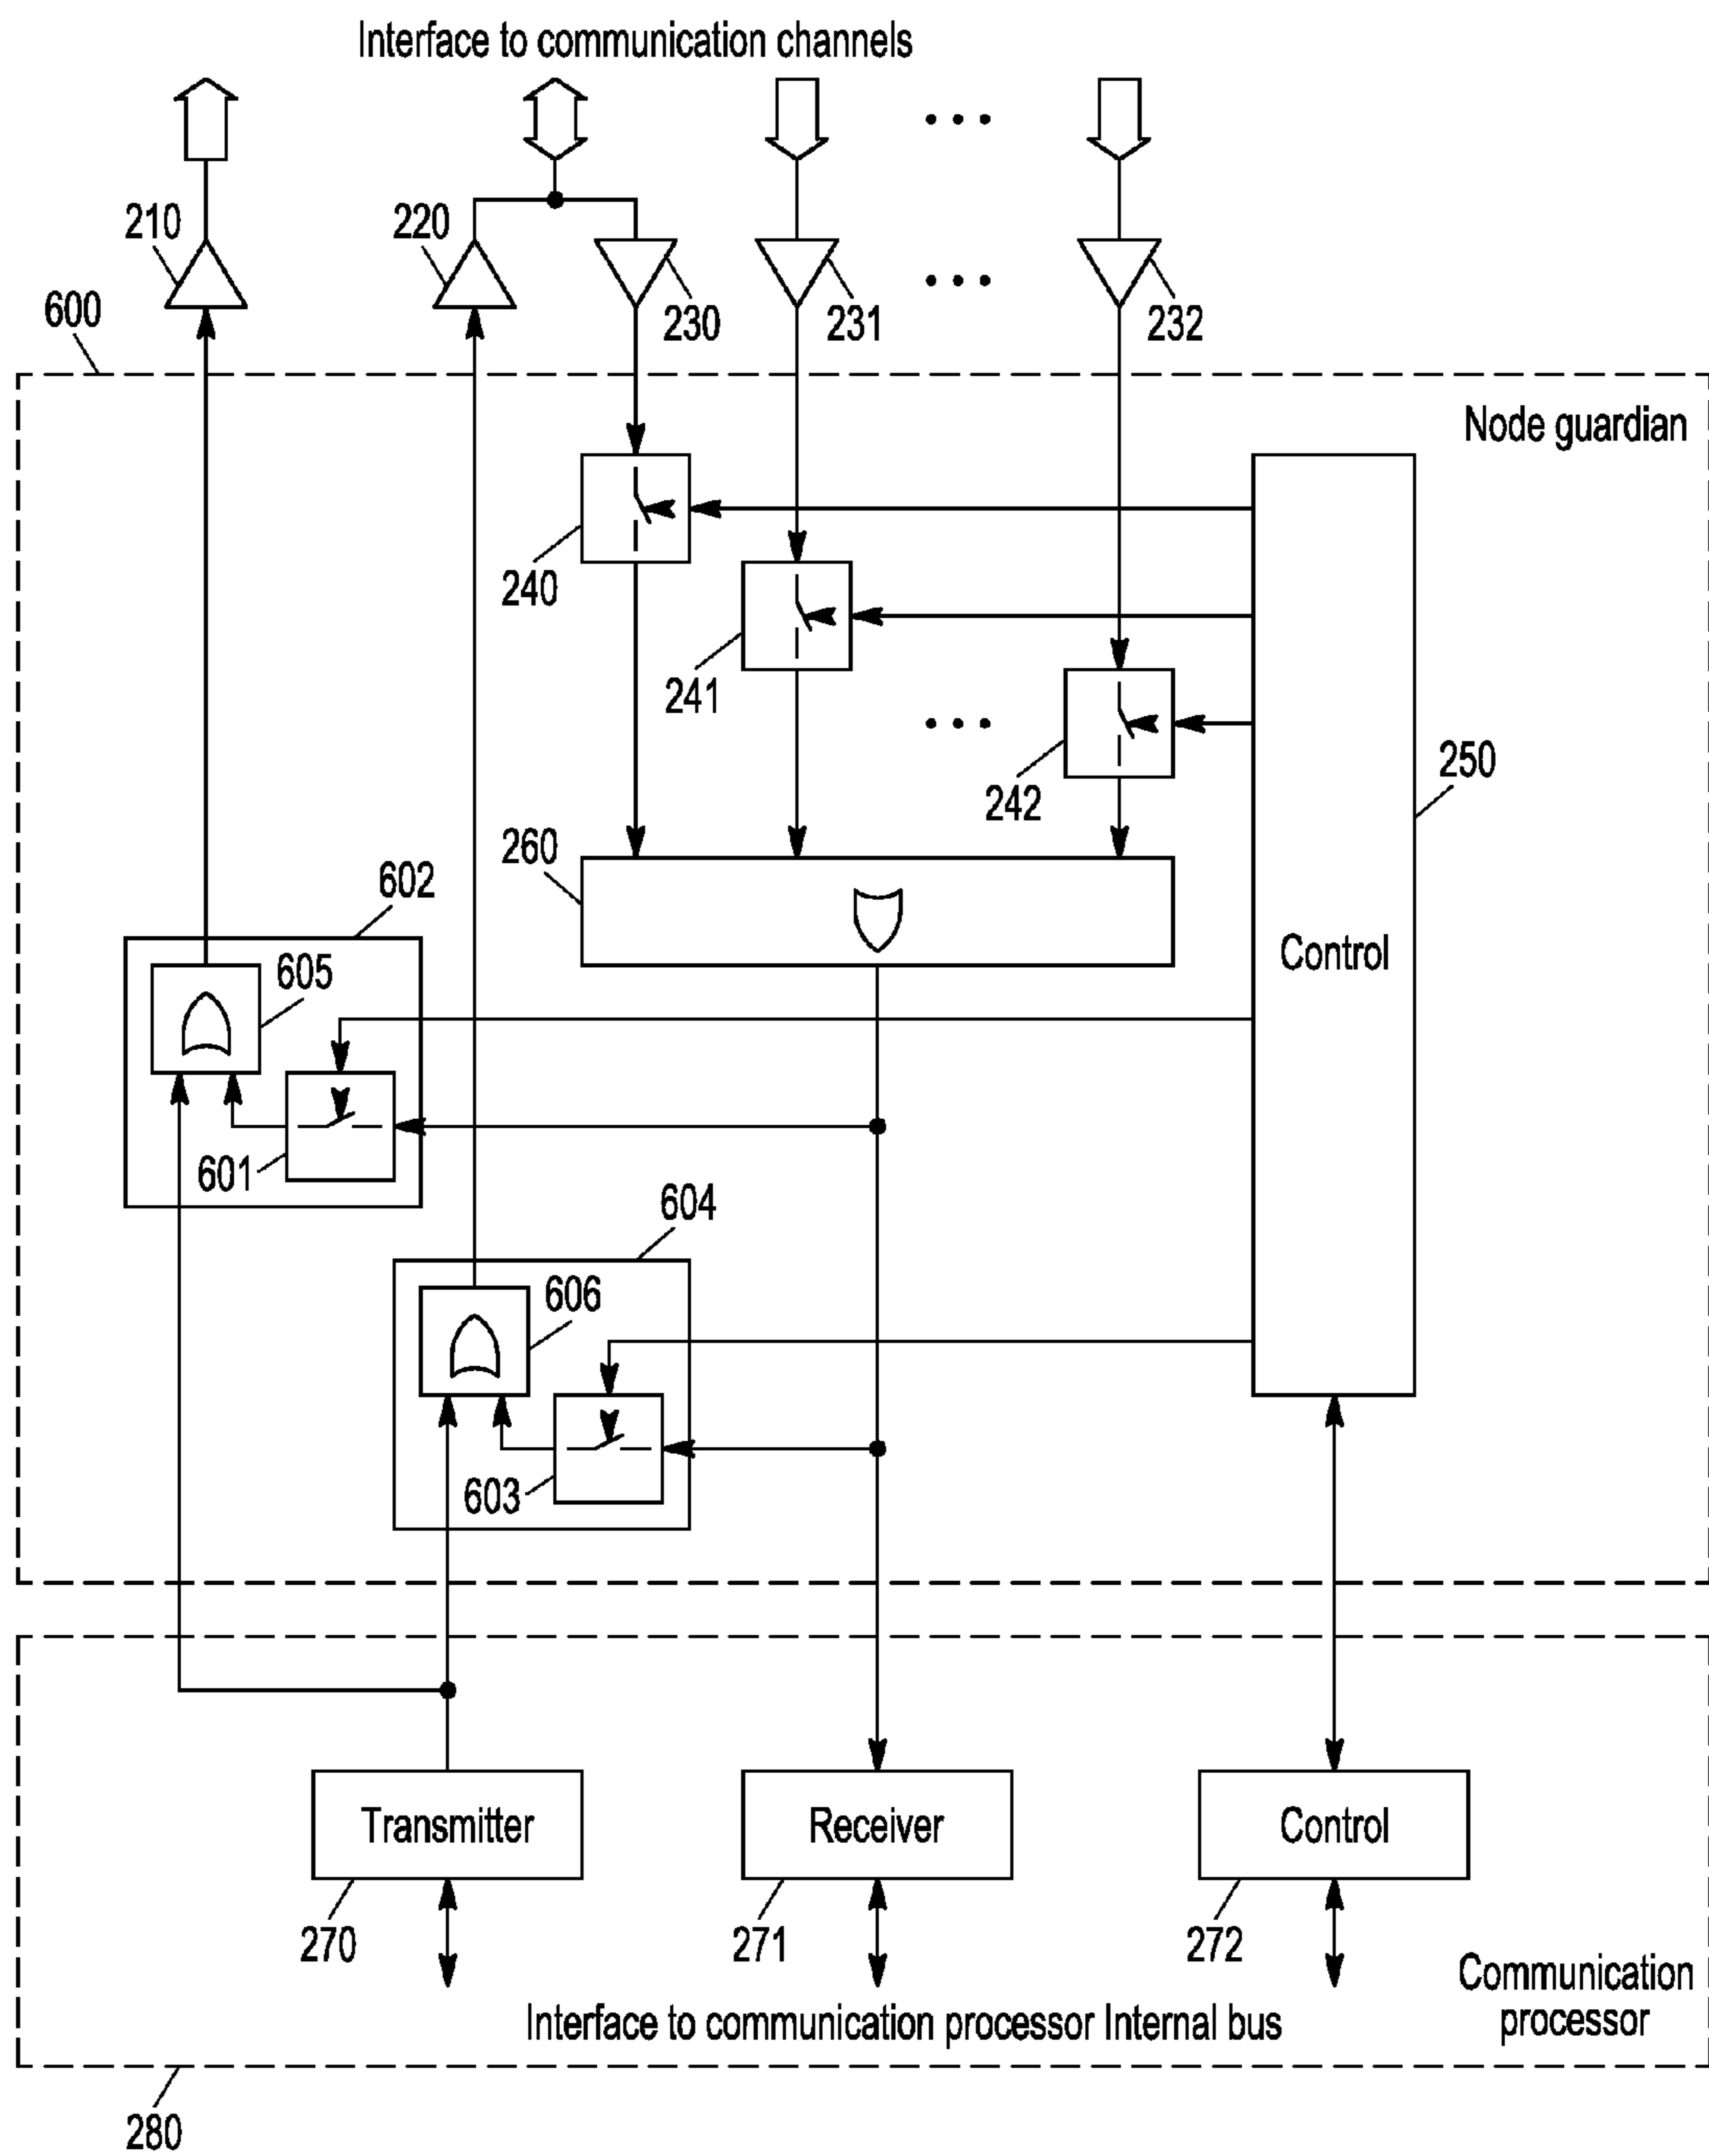 Interface to communication channels
210
220
230
231
232
600
Node guardian
240
241
242
250
260
Control
602
605
601
604
606
603
Transmitter
Receiver
Control
270
271
272
Communication
processor
Interface to communication processor Internal bus
280